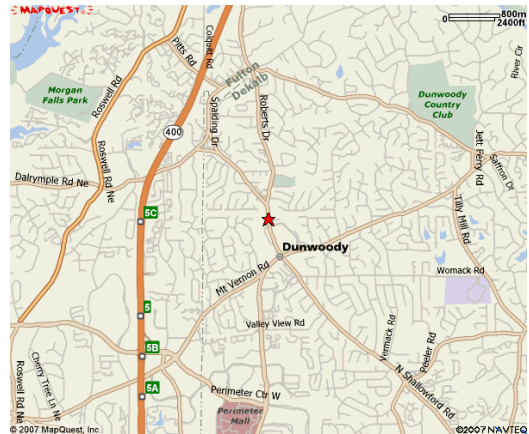 MAPQUEST
800m
2400ft
Pitts Rd
Colquitt Rd
River Cir
Fulton
Dekalb
Morgan
Falls Park
Roswell Rd
Spalding Dr
Roberts Dr
Dunwoody
Country
Club
400
Roswell Rd Ne
Jett Ferry Rd
Saffron Dr
Dalrymple Rd Ne
Tilly Mill Rd
5C
Dunwoody
Mt Vernon Rd
Womack Rd
5
Valley View Rd
Vermack Rd
5B
Peeler Rd
Roswell Rd Ne
Cherry Tree Ln Ne
N Shallowford Rd
5A
Perimeter Ctr W
Perimeter
Mall
© 2007 MapQuest, Inc.
©2007 NAVTEQ